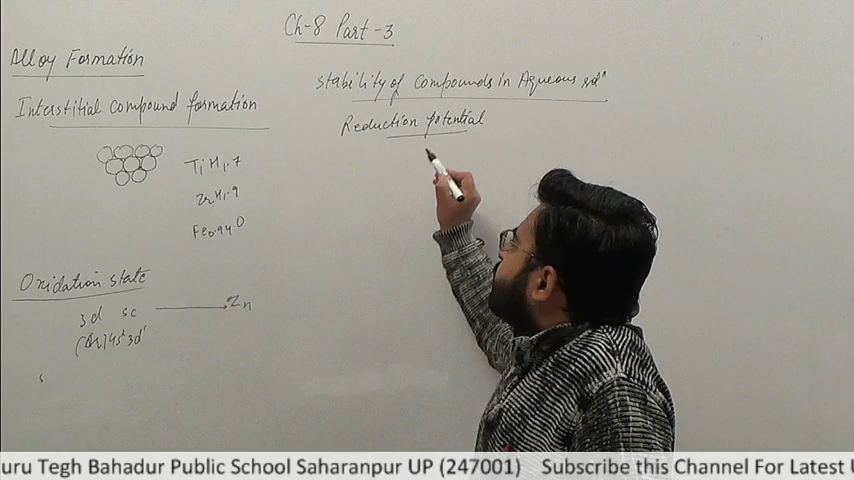 Ch-8 Part-3
Alloy Formation
Interstitial compound formation
TiH1.7
ZrH1.9
Fe0.94O
Oxidation state
3d sc → Zn
(Ar)4s²3d¹
Stability of Compounds in Aqueous solⁿ
Reduction potential
uru Tegh Bahadur Public School Saharanpur UP (247001) Subscribe this Channel For Latest U